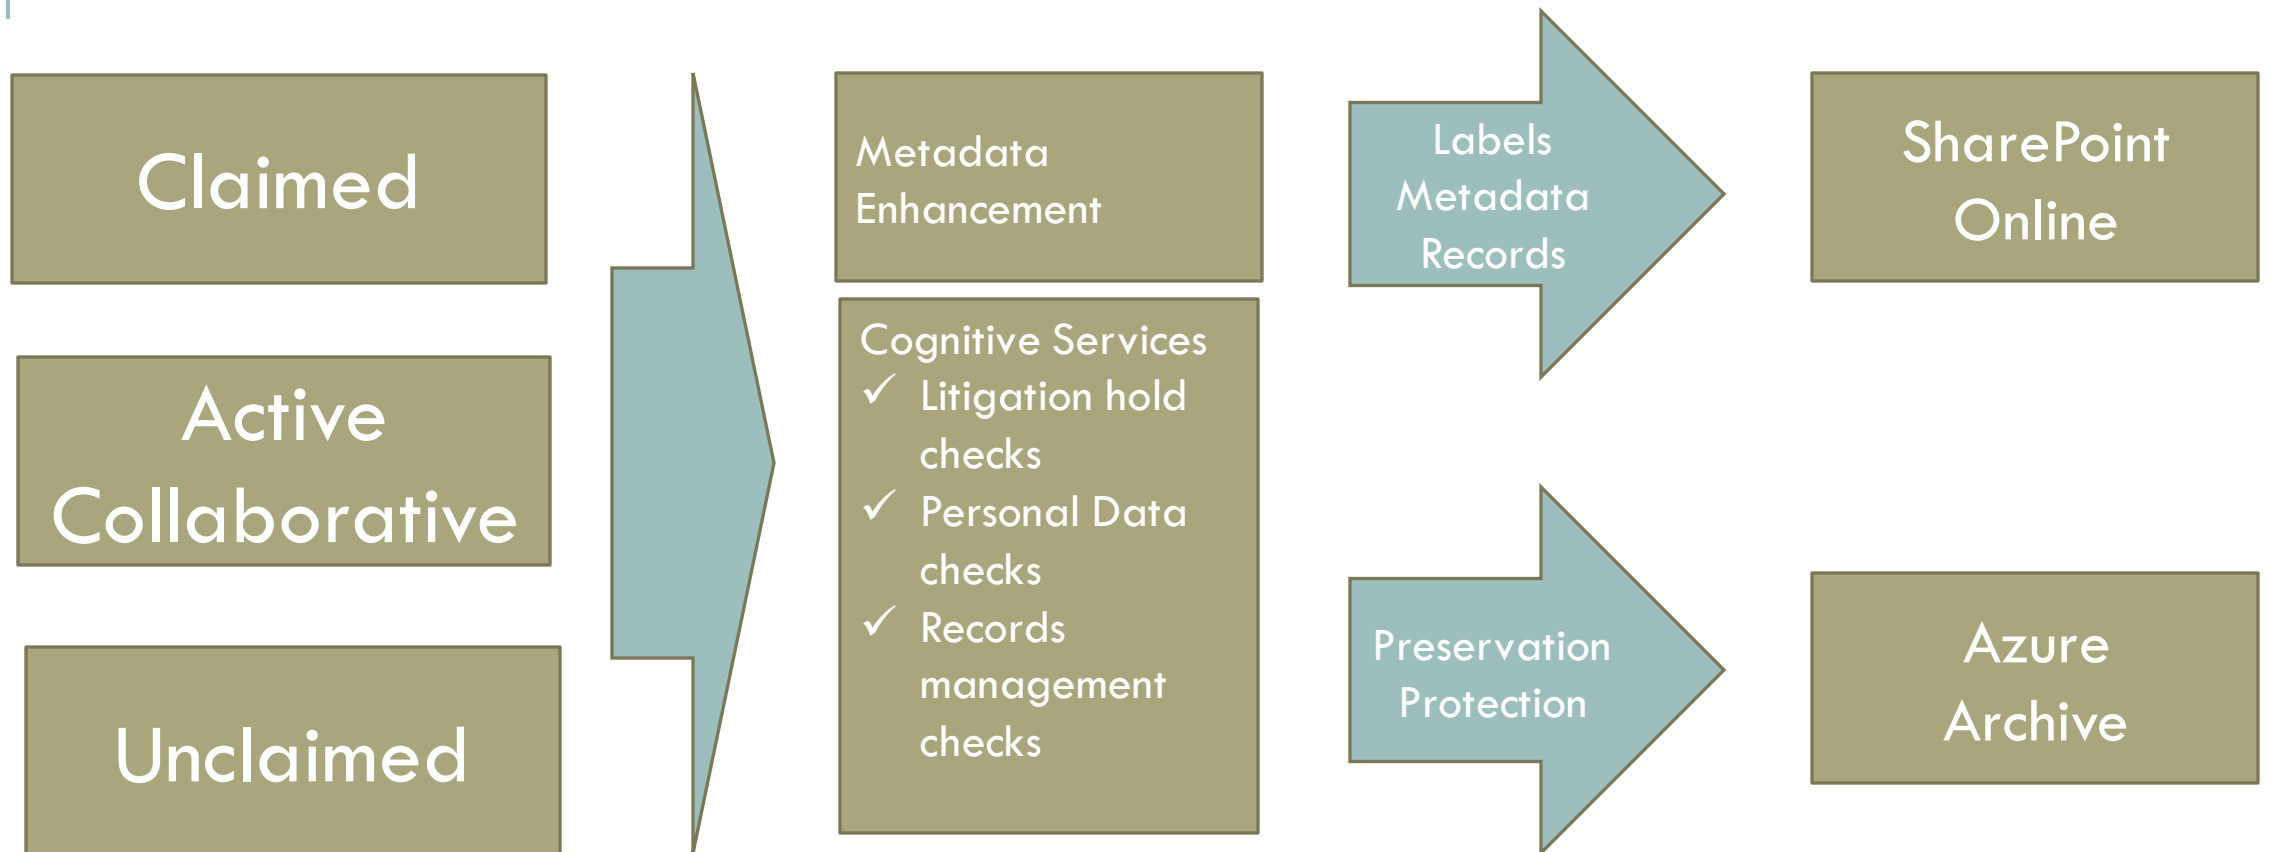 Claimed
Active
Collaborative
Unclaimed
Metadata
Enhancement
Cognitive Services
✓ Litigation hold
checks
✓ Personal Data
checks
✓ Records
management
checks
Labels
Metadata
Records
Preservation
Protection
SharePoint
Online
Azure
Archive